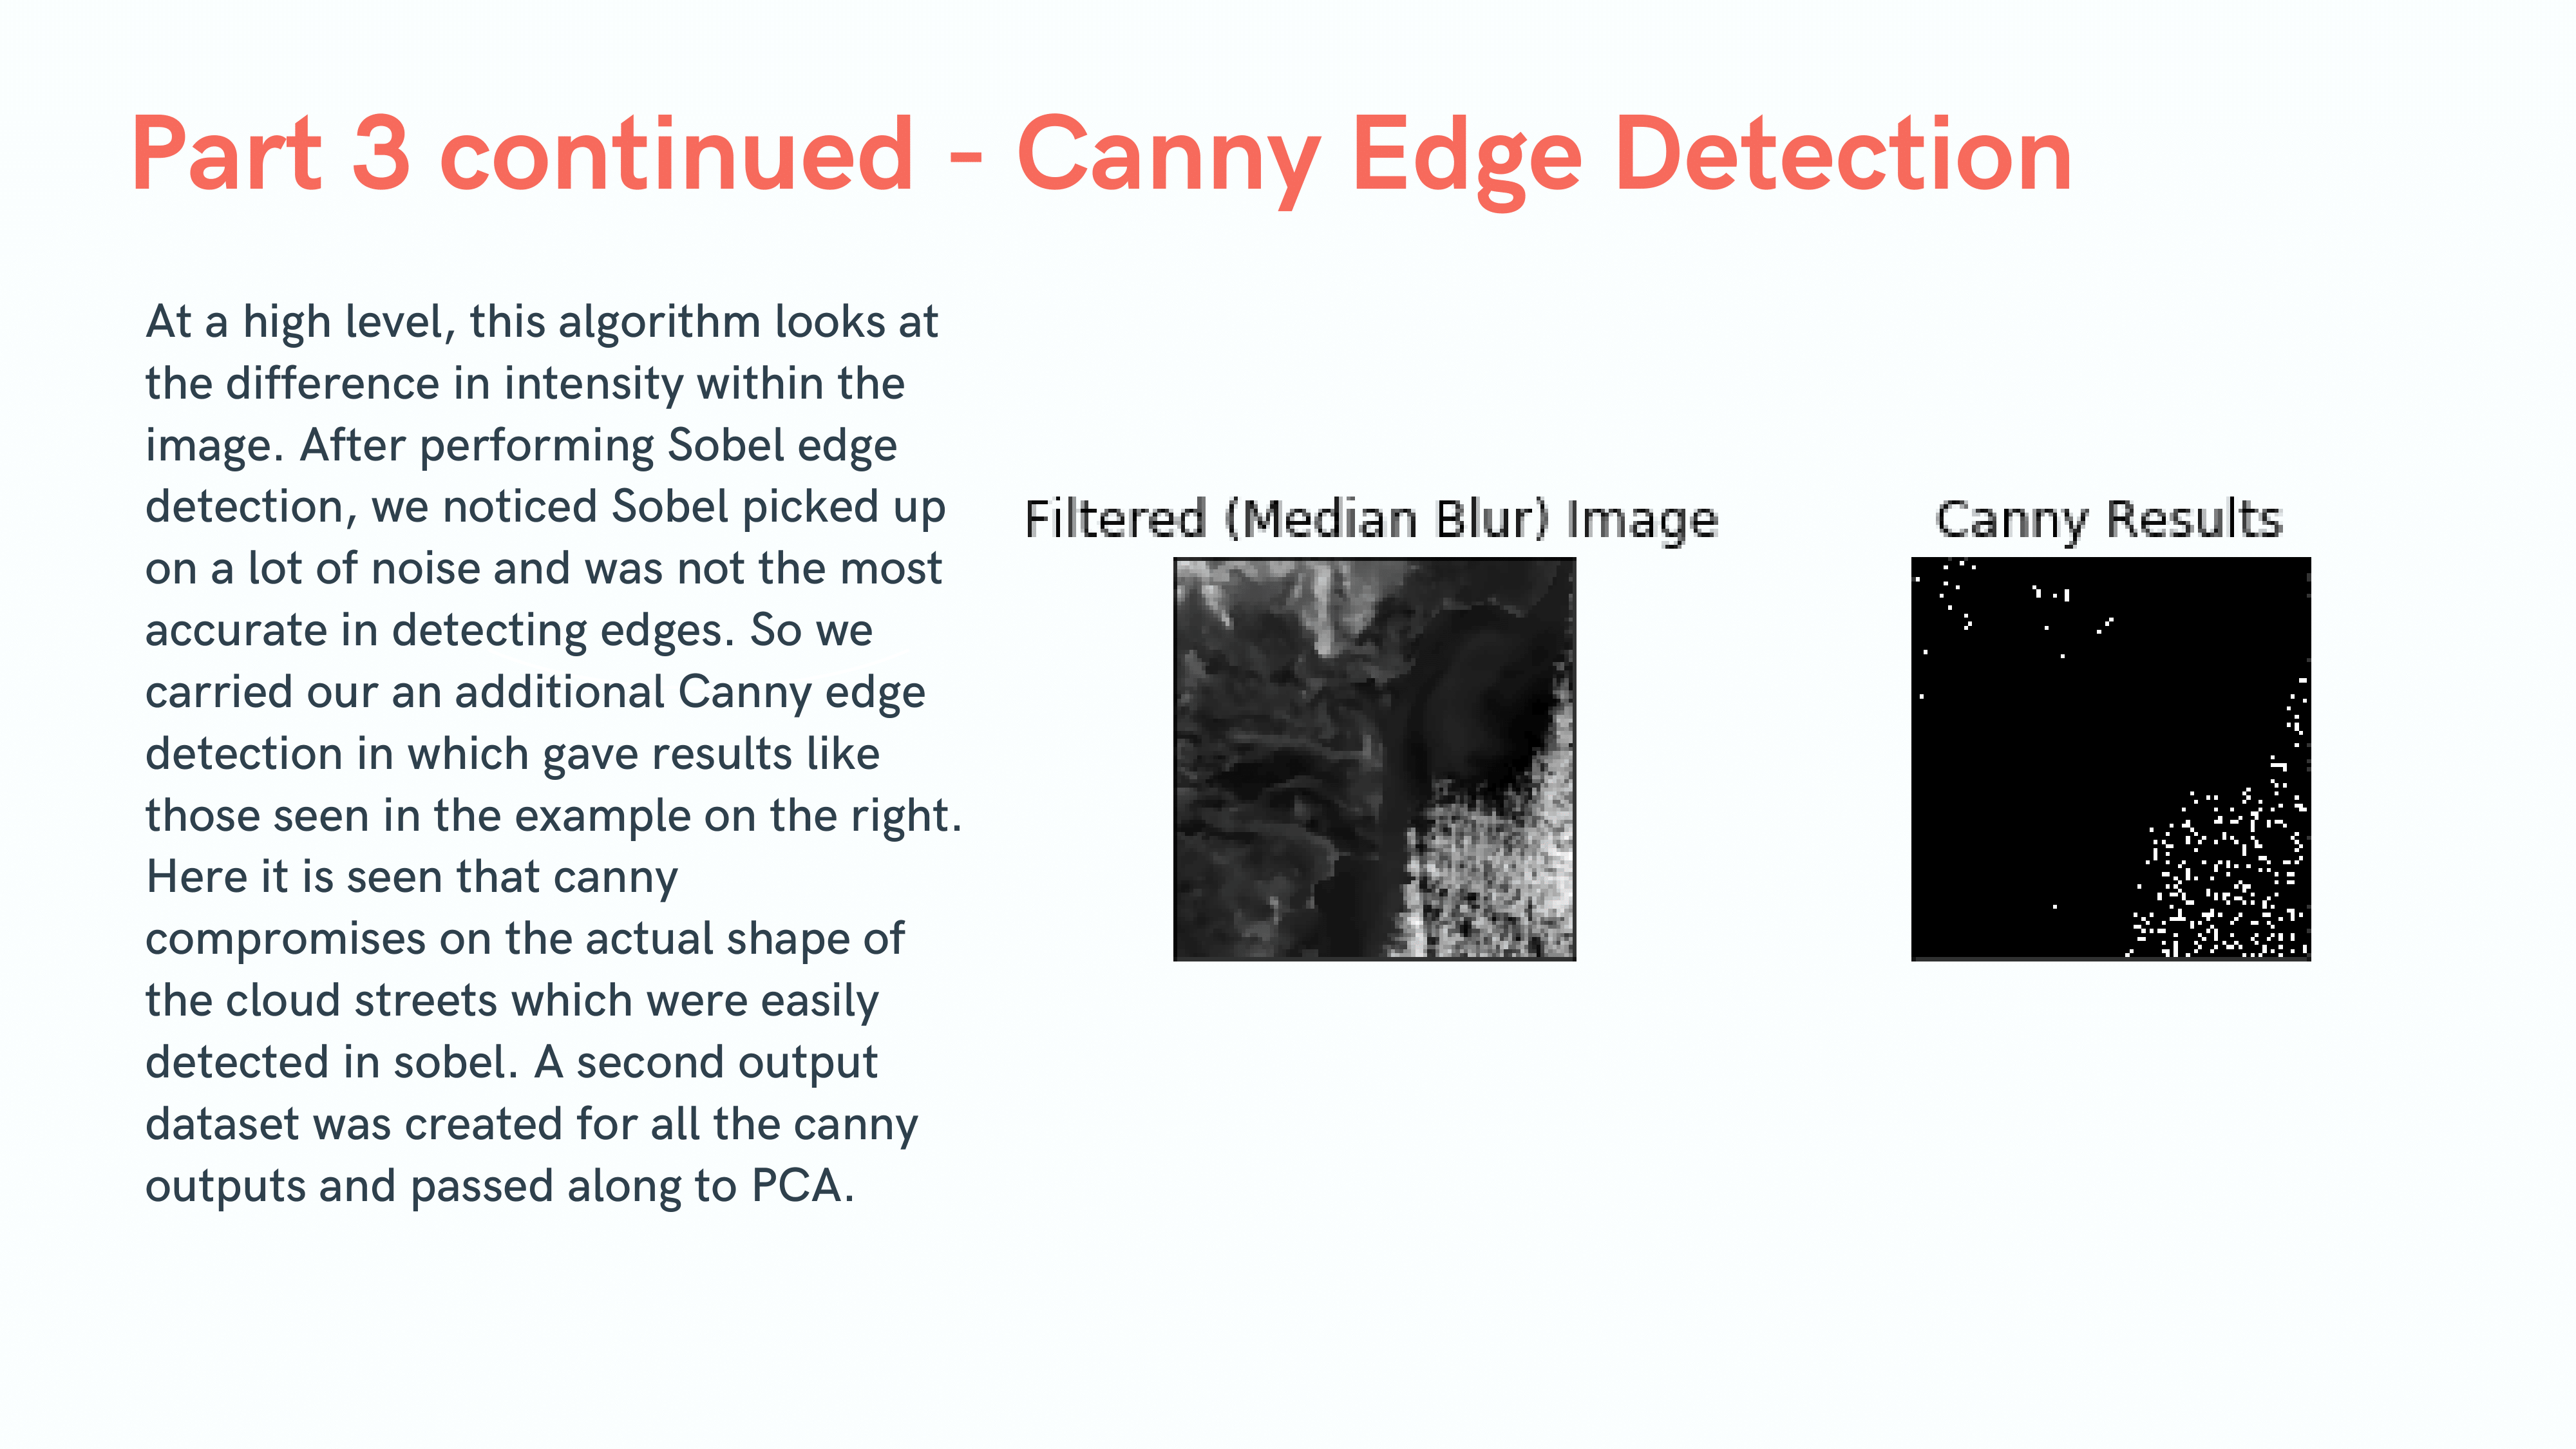 Part 3 continued - Canny Edge Detection
At a high level, this algorithm looks at
the difference in intensity within the
image. After performing Sobel edge
detection, we noticed Sobel picked up
on a lot of noise and was not the most
accurate in detecting edges. So we
carried our an additional Canny edge
detection in which gave results like
those seen in the example on the right.
Here it is seen that canny
compromises on the actual shape of
the cloud streets which were easily
detected in sobel. A second output
dataset was created for all the canny
outputs and passed along to PCA.
Filtered (Median Blur) Image
Canny Results